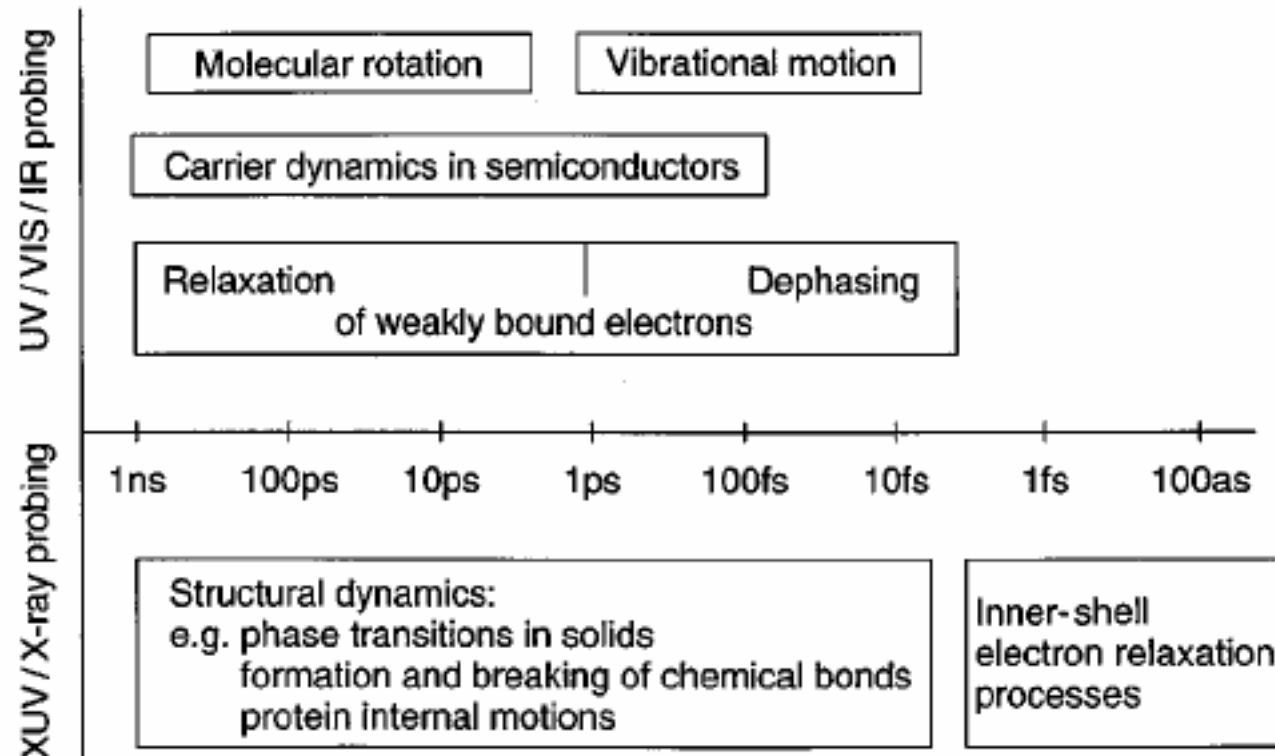 UV / VIS / IR probing
Molecular rotation
Vibrational motion
Carrier dynamics in semiconductors
Relaxation
Dephasing
of weakly bound electrons
1ns 100ps 10ps 1ps 100fs 10fs 1fs 100as
XUV / X-ray probing
Structural dynamics:
e.g. phase transitions in solids
formation and breaking of chemical bonds
protein internal motions
Inner-shell
electron relaxation
processes